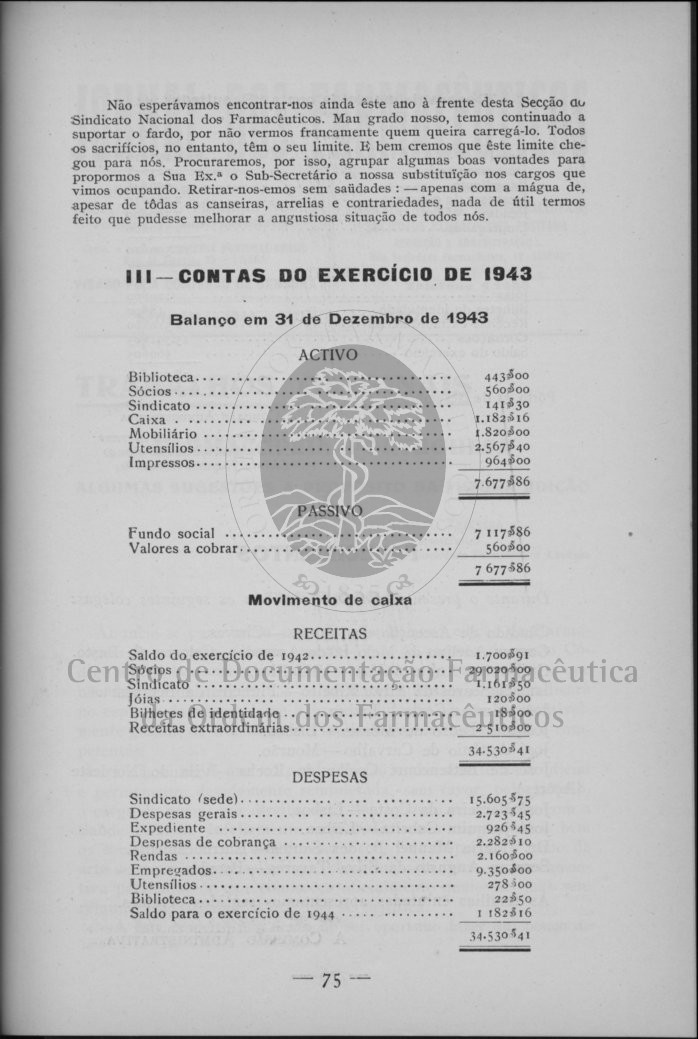 Não esperávamos encontrar-nos ainda êste ano à frente desta Secção do
Sindicato Nacional dos Farmacêuticos. Mau grado nosso, temos continuado a
suportar o fardo, por não vermos francamente quem queira carregá-lo. Todos
os sacrifícios, no entanto, têm o seu limite. E bem cremos que êste limite che-
gou para nós. Procuraremos, por isso, agrupar algumas boas vontades para
propormos a Sua Ex.ª o Sub-Secretário a nossa substituïção nos cargos que
vimos ocupando. Retirar-nos-emos sem saüdades : — apenas com a mágua de,
apesar de tôdas as canseiras, arrelias e contrariedades, nada de útil termos
feito que pudesse melhorar a angustiosa situação de todos nós.
III — CONTAS DO EXERCÍCIO DE 1943
Balanço em 31 de Dezembro de 1943
ACTIVO
Biblioteca 443$00
Sócios 560$00
Sindicato 141$30
Caixa 1.182$16
Mobiliário 1.820$00
Utensílios 2.567$40
Impressos 964$00
7.677$86
PASSIVO
Fundo social 7 117$86
Valores a cobrar 560$00
7 677$86
Movimento de caixa
RECEITAS
Saldo do exercício de 1942 1.700$91
Sócios 29 020$00
Sindicato 1.161$50
Jóias 120$00
Bilhetes de identidade 18$00
Receitas extraordinárias 2 510$00
34.530$41
Centro de Documentação Farmacêutica
da Ordem dos Farmacêuticos
DESPESAS
Sindicato (sede) 15.605$75
Despesas gerais 2.723$45
Expediente 926$45
Despesas de cobrança 2.282$10
Rendas 2.160$00
Empregados 9.350$00
Utensílios 278$00
Biblioteca 22$50
Saldo para o exercício de 1944 1 182$16
34.530$41
— 75 —